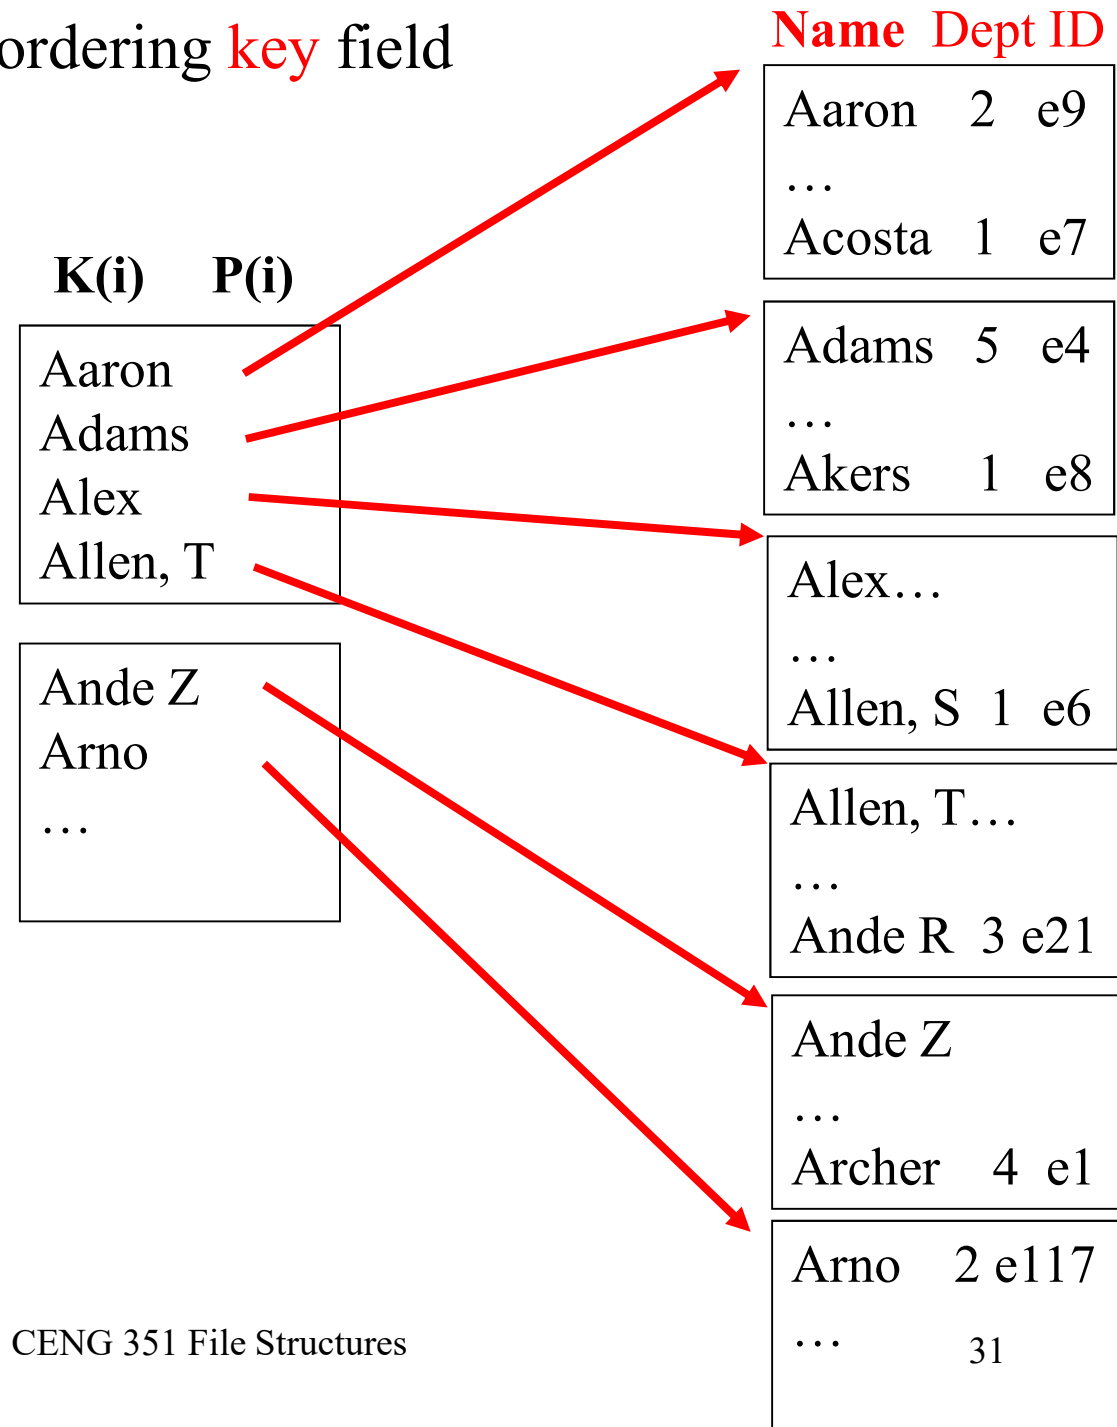 ordering key field
Name Dept ID
Aaron 2 e9
…
Acosta 1 e7
K(i) P(i)
Aaron
Adams
Alex
Allen, T
Adams 5 e4
…
Akers 1 e8
Alex…
…
Allen, S 1 e6
Ande Z
Arno
…
Allen, T…
…
Ande R 3 e21
Ande Z
…
Archer 4 e1
Arno 2 e117
…
CENG 351 File Structures
31